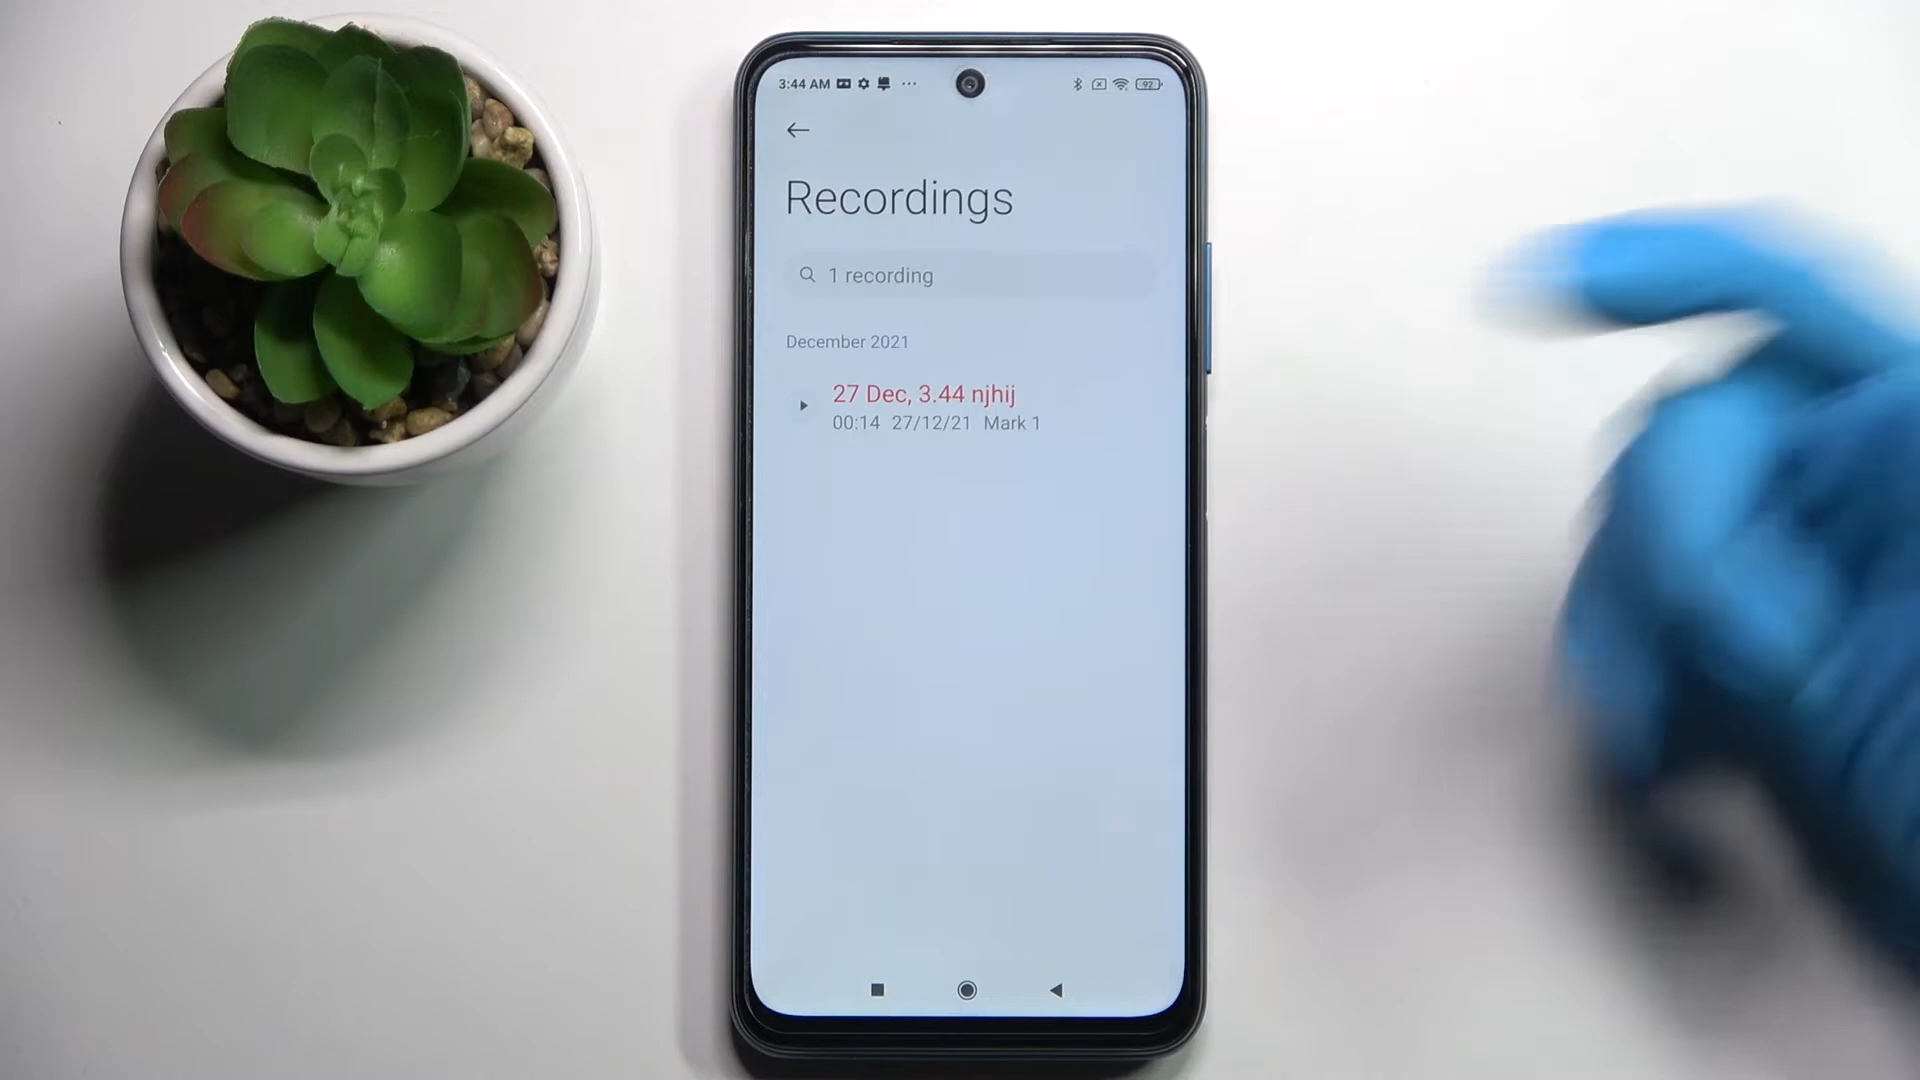 3:44 AM
92
Recordings
1 recording
December 2021
27 Dec, 3.44 njhij
00:14 27/12/21 Mark 1